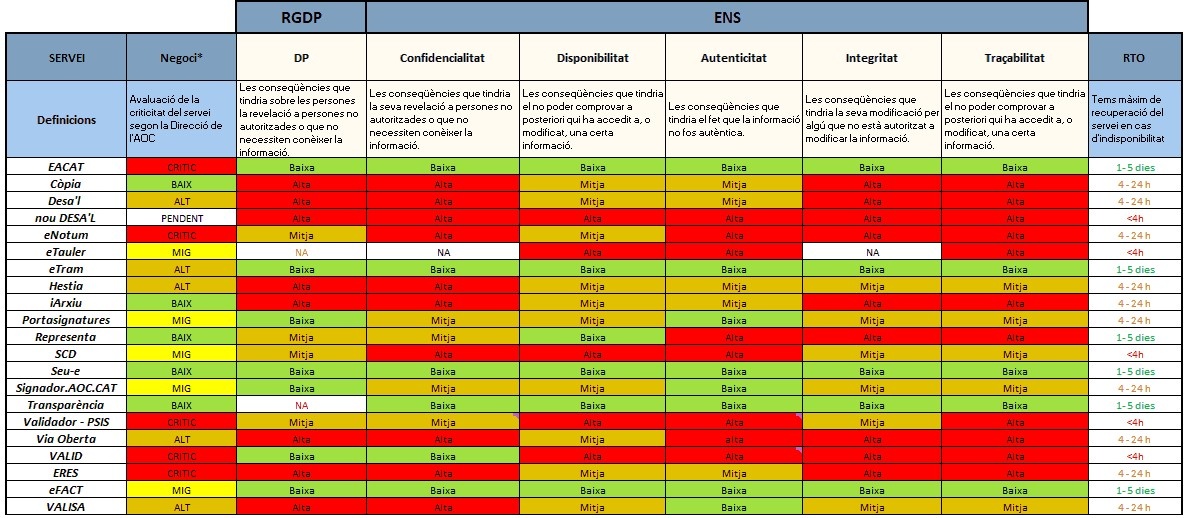 RGDP ENS
SERVEI Negoci* DP Confidencialitat Disponibilitat Autenticitat Integritat Traçabilitat RTO
Definicions
Avaluació de la
criticitat del servei
segon la Direcció de
l'AOC
Les conseqüències que
tindria sobre les persones
la revelació a persones no
autoritzades o que no
necessiten conèixer la
informació.
Les conseqüències que tindria
la seva revelació a persones no
autoritzades o que no
necessiten conèixer la
informació.
Les conseqüències que tindria
el no poder comprovar a
posteriori qui ha accedit a, o
modificat, una certa
informació.
Les conseqüències que
tindria el fet que la informació
no fos autèntica.
Les conseqüències que
tindria la seva modificació per
algú que no està autoritzat a
modificar la informació.
Les conseqüències que tindria
el no poder comprovar a
posteriori qui ha accedit a, o
modificat, una certa
informació.
Tems màxim de
recuperació del
servei en cas
d'indisponibilitat
EACAT CRITIC Baixa Baixa Baixa Baixa Baixa Baixa 1- 5 dies
Còpia BAIX Alta Alta Mitja Mitja Alta Alta 4 - 24 h
Desa'l ALT Alta Alta Mitja Mitja Alta Alta 4 - 24 h
nou DESA'L PENDENT Alta Alta Alta Alta Alta Alta <4h
eNotum CRITIC Mitja Alta Mitja Alta Alta Alta 4 - 24 h
eTauler MIG NA NA Alta Alta NA Alta <4h
eTram ALT Baixa Baixa Baixa Baixa Baixa Baixa 1- 5 dies
Hestia ALT Alta Alta Mitja Mitja Mitja Mitja 4 - 24 h
iArxiu BAIX Alta Alta Mitja Mitja Alta Alta 4 - 24 h
Portasignatures MIG Baixa Mitja Mitja Baixa Mitja Mitja 4 - 24 h
Representa BAIX Mitja Mitja Baixa Alta Alta Alta 1- 5 dies
SCD MIG Mitja Alta Alta Alta Mitja Mitja <4h
Seu-e BAIX Baixa Baixa Baixa Baixa Baixa Baixa 1- 5 dies
Signador.AOC.CAT MIG Baixa Mitja Mitja Baixa Mitja Mitja 4 - 24 h
Transparència BAIX NA Baixa Baixa Baixa Baixa Baixa 1- 5 dies
Validador - PSIS CRITIC Mitja Mitja Alta Alta Mitja Alta <4h
Via Oberta ALT Alta Alta Mitja alta Alta Alta 4 - 24 h
VALID CRITIC Baixa Baixa Alta Alta Alta Alta <4h
ERES CRITIC Alta Alta Mitja Mitja Alta Alta 4 - 24 h
eFACT MIG Baixa Baixa Baixa Baixa Baixa Baixa 1- 5 dies
VALISA ALT Alta Alta Mitja Baixa Mitja Mitja 4 - 24 h